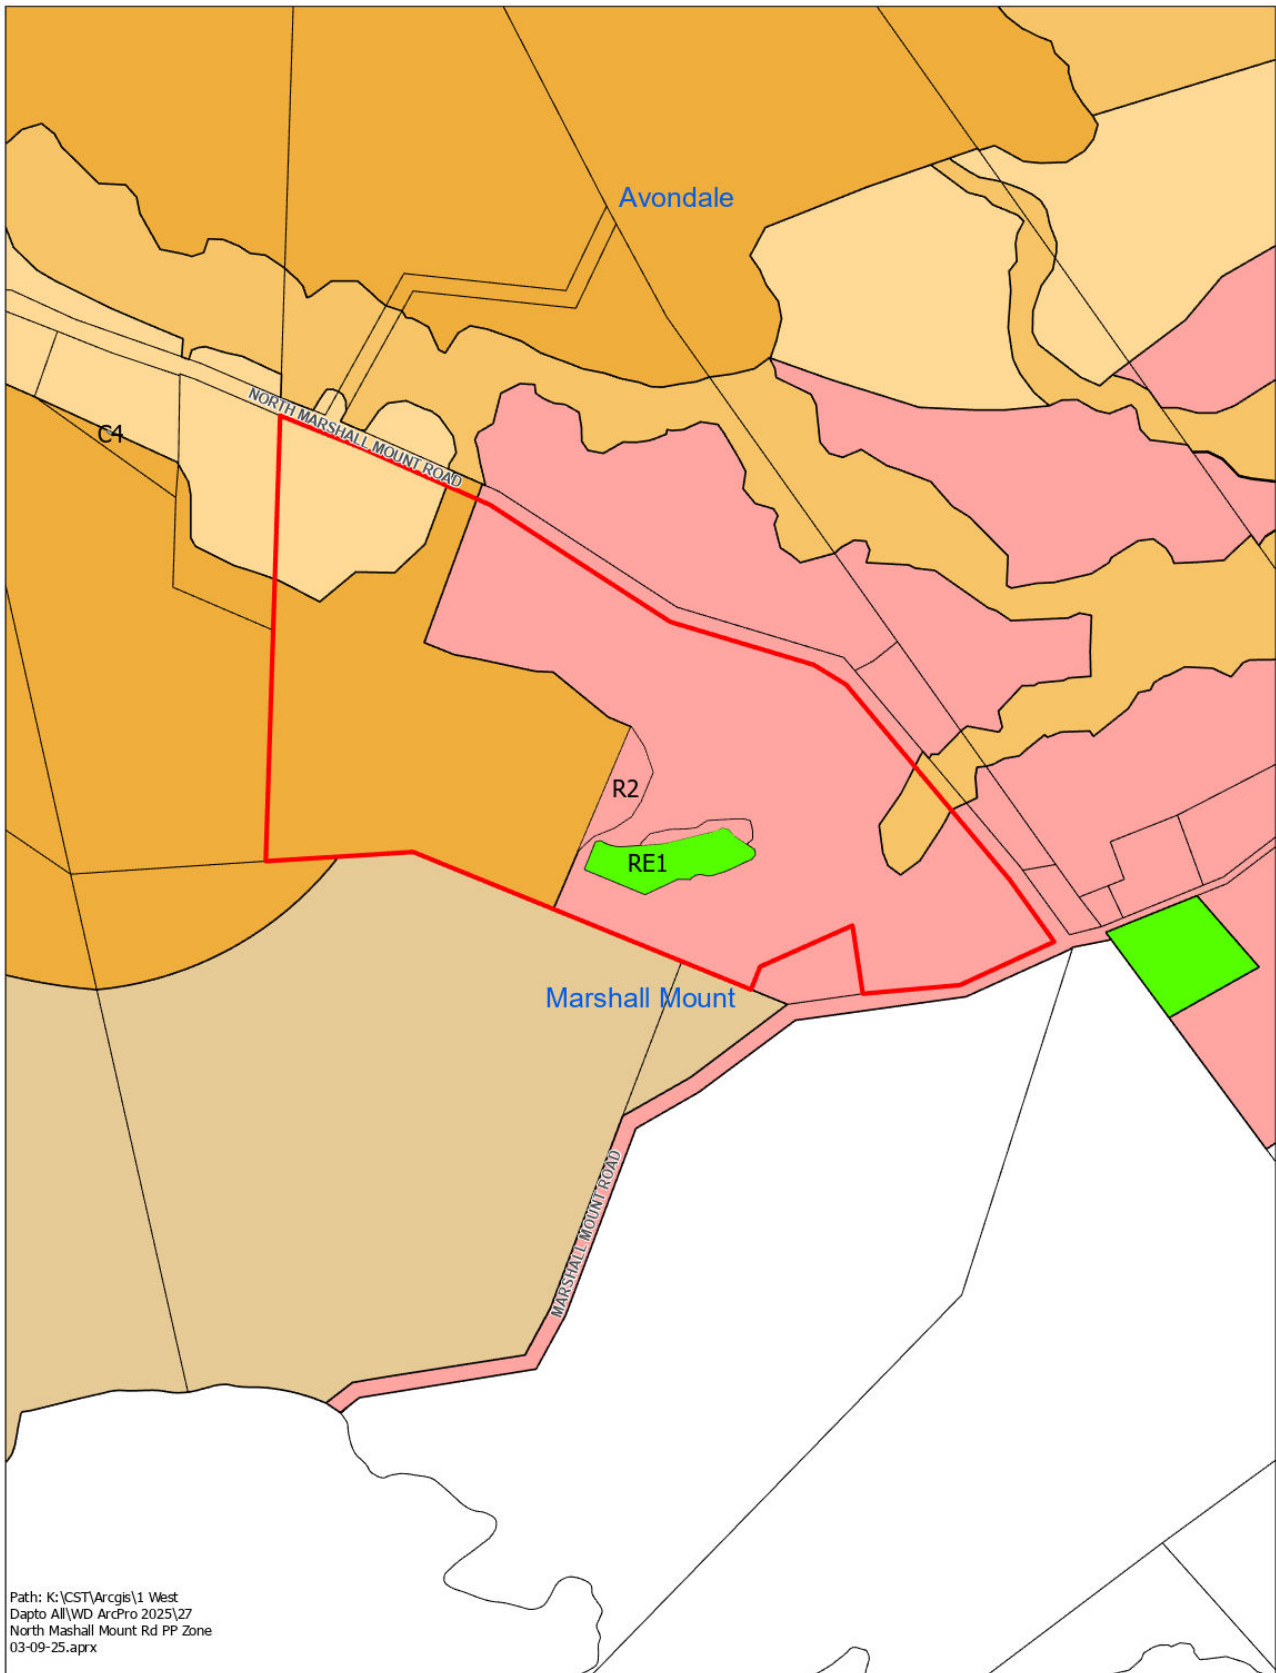 Avondale
NORTH MARSHALL MOUNT ROAD
C4
R2
RE1
Marshall Mount
MARSHALL MOUNT ROAD
Path: K:\CST\Arcgis\1 West
Dapto All\WD ArcPro 2025\27
North Mashall Mount Rd PP Zone
03-09-25.aprx